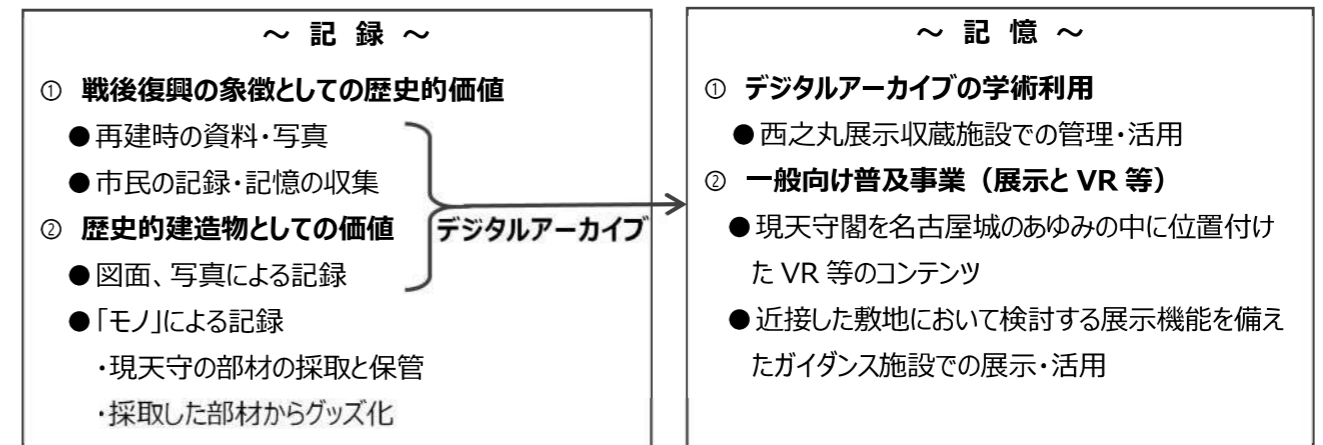 ～ 記 録 ～
① 戦後復興の象徴としての歴史的価値
●再建時の資料・写真
●市民の記録・記憶の収集
② 歴史的建造物としての価値
●図面、写真による記録
●「モノ」による記録
・現天守の部材の採取と保管
・採取した部材からグッズ化
デジタルアーカイブ
～ 記 憶 ～
① デジタルアーカイブの学術利用
●西之丸展示収蔵施設での管理・活用
② 一般向け普及事業（展示と VR 等）
●現天守閣を名古屋城のあゆみの中に位置付け
た VR 等のコンテンツ
●近接した敷地において検討する展示機能を備え
たガイダンス施設での展示・活用